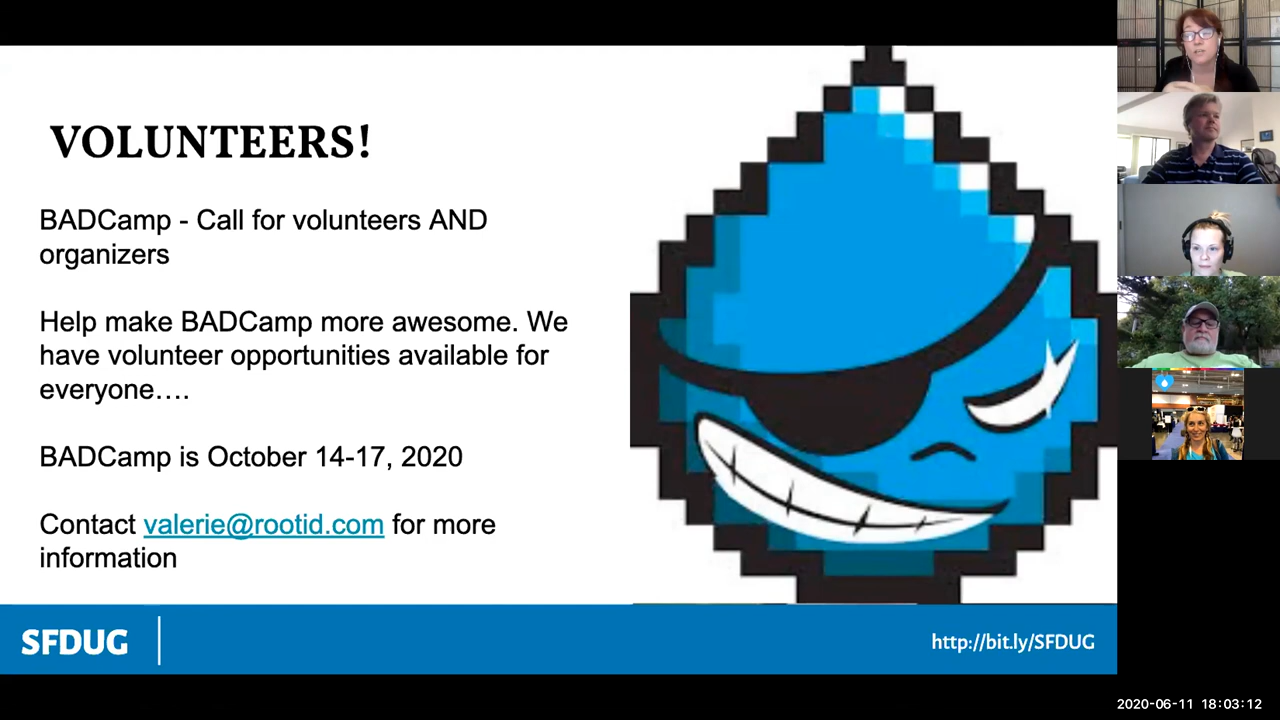 VOLUNTEERS!
BADCamp - Call for volunteers AND
organizers
Help make BADCamp more awesome. We
have volunteer opportunities available for
everyone….
BADCamp is October 14-17, 2020
Contact valerie@rootid.com for more
information
SFDUG
http://bit.ly/SFDUG
2020-06-11 18:03:12